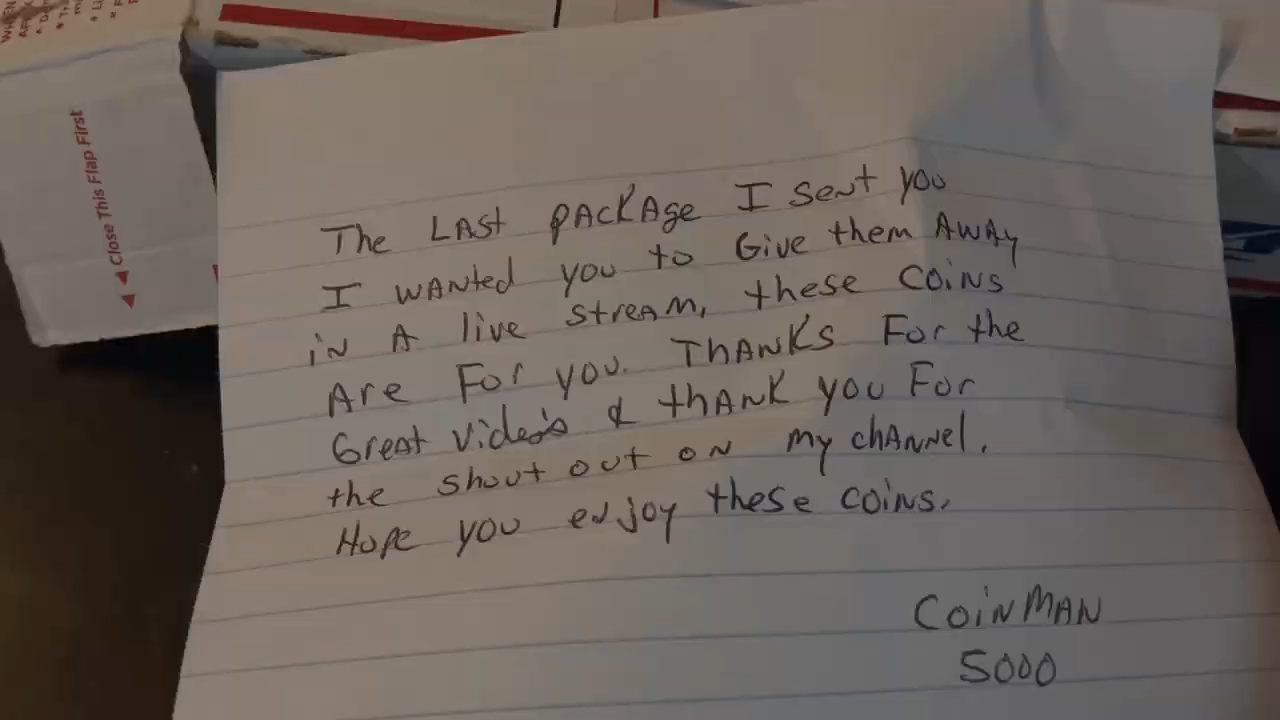 Close This Flap First
The LAST PACKAge I Sent you
I wANted you to Give them AWAy
iN A live StreAM, these Coins
Are For you. THANKS For the
Great Video's & thANK you For
the shout out on my chANNel.
Hope you enjoy these coins.
COiNMAN
5000